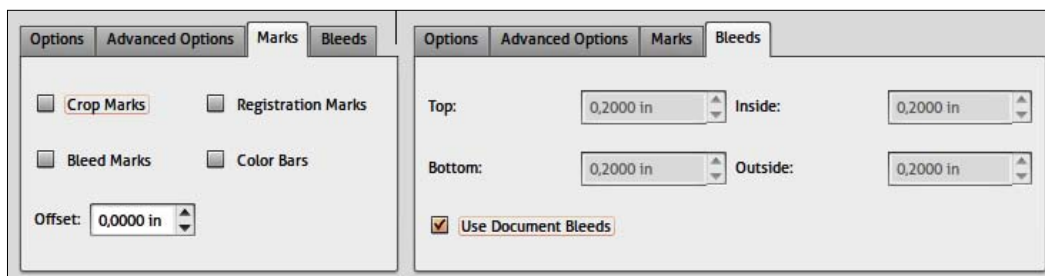 Options Advanced Options Marks Bleeds
Crop Marks Registration Marks
Bleed Marks Color Bars
Offset: 0,0000 in
Options Advanced Options Marks Bleeds
Top: 0,2000 in Inside: 0,2000 in
Bottom: 0,2000 in Outside: 0,2000 in
Use Document Bleeds